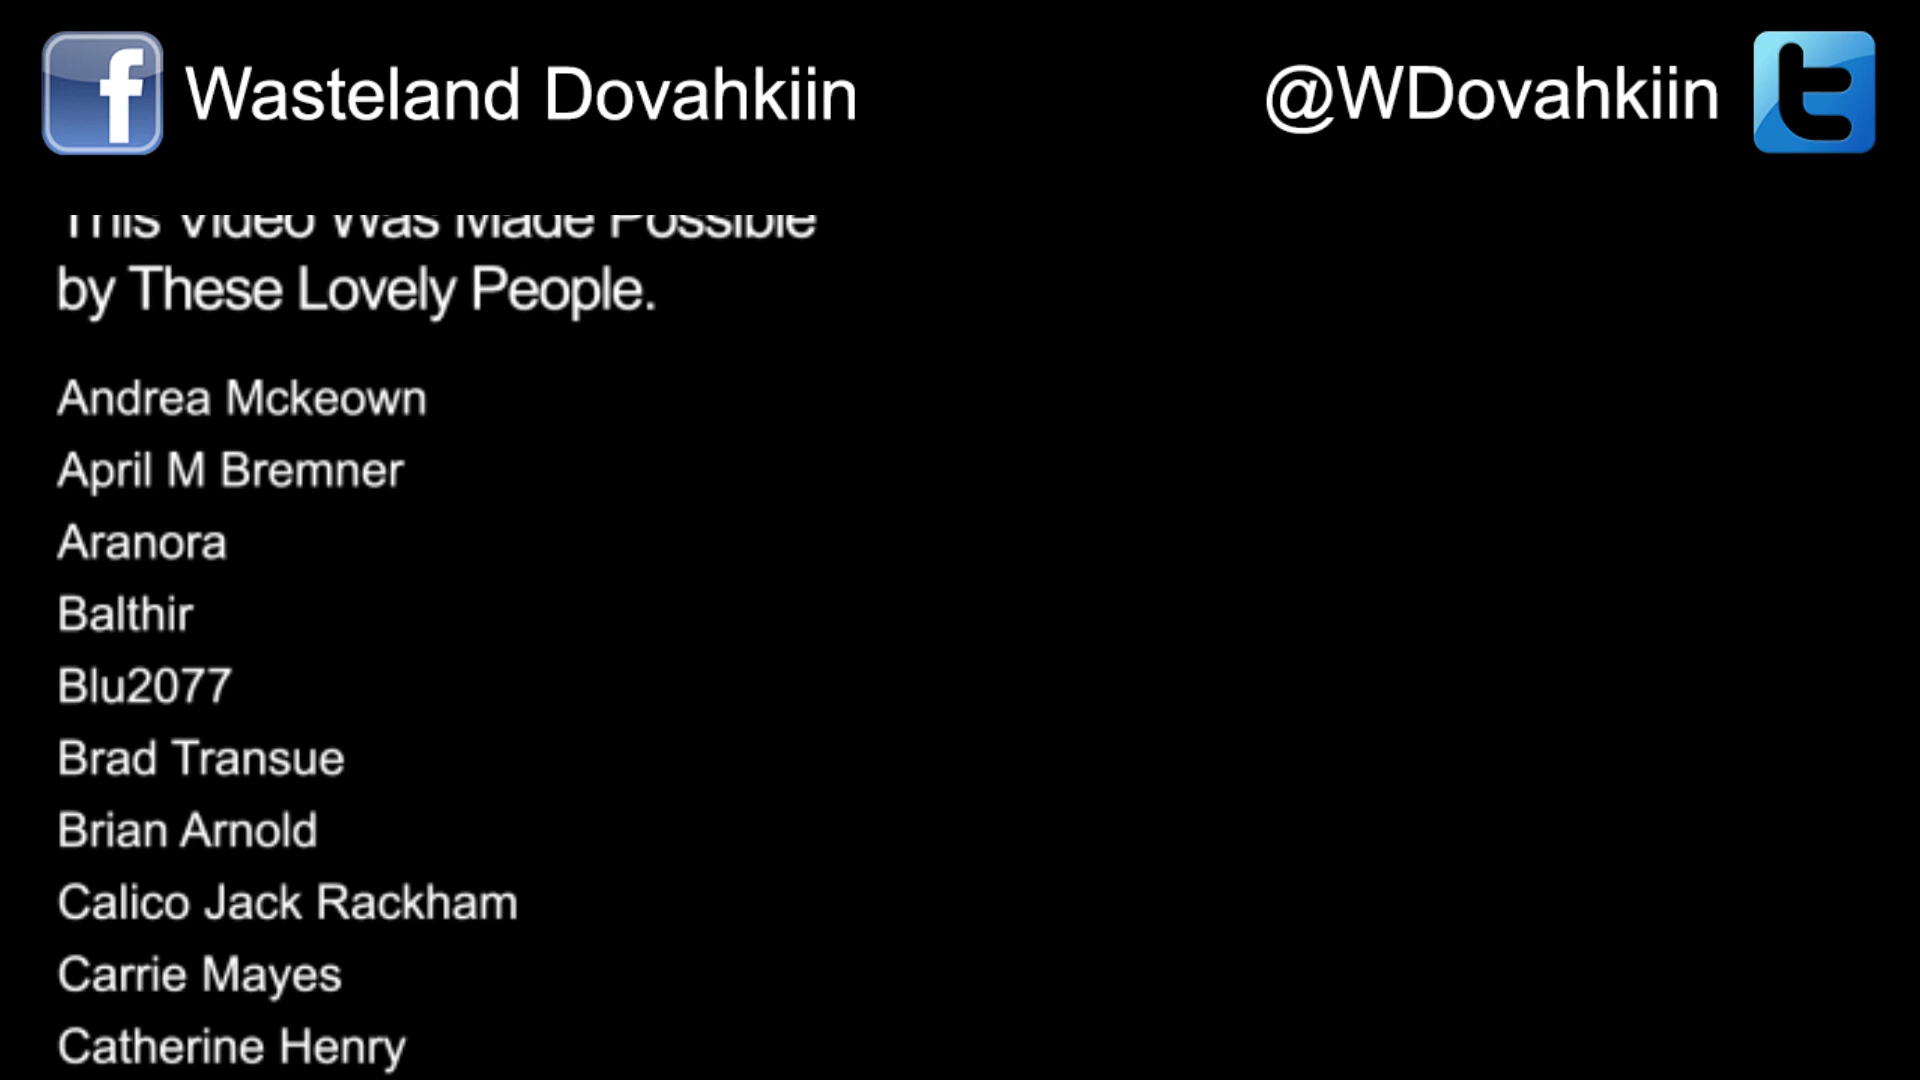 Wasteland Dovahkiin
@WDovahkiin
This Video Was Made Possible
by These Lovely People.
Andrea Mckeown
April M Bremner
Aranora
Balthir
Blu2077
Brad Transue
Brian Arnold
Calico Jack Rackham
Carrie Mayes
Catherine Henry